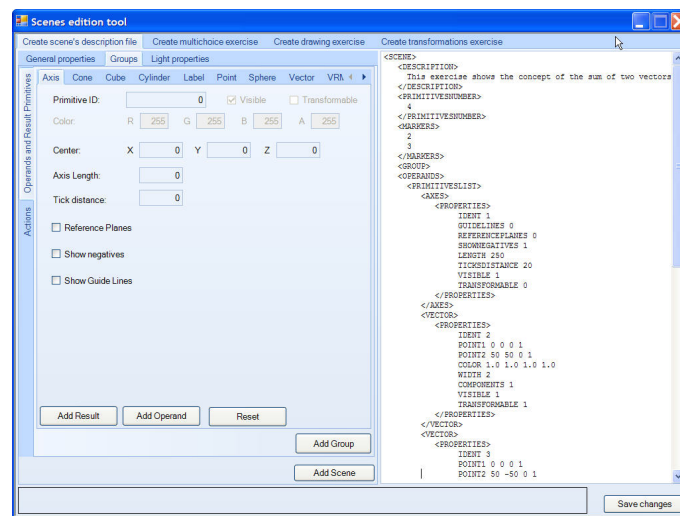 Scenes edition tool
Create scene's description file Create multichoice exercise Create drawing exercise Create transformations exercise
General properties Groups Light properties
Operands and Result Primitives
Actions
Axis Cone Cube Cylinder Label Point Sphere Vector
Primitive ID: 0 Visible Transformable
Color: R 255 G 255 B 255 A 255
Center: X 0 Y 0 Z 0
Axis Length: 0
Tick distance: 0
Reference Planes
Show negatives
Show Guide Lines
Add Result Add Operand Reset
Add Group
Add Scene
<SCENE>
<DESCRIPTION>
This exercise shows the concept of the sum of two vectors
</DESCRIPTION>
<PRIMITIVESNUMBER>
4
</PRIMITIVESNUMBER>
<MARKERS>
2
3
</MARKERS>
<GROUP>
<OPERANDS>
<PRIMITIVESLIST>
<AXES>
<PROPERTIES>
IDENT 1
GUIDELINES 0
REFERENCEPLANES 0
SHOWNEGATIVES 1
LENGTH 250
TICKSDISTANCE 20
VISIBLE 1
TRANSFORMABLE 0
</PROPERTIES>
</AXES>
<VECTOR>
<PROPERTIES>
IDENT 2
POINT1 0 0 0 1
POINT2 50 50 0 1
COLOR 1.0 1.0 1.0 1.0
WIDTH 2
COMPONENTS 1
VISIBLE 1
TRANSFORMABLE 1
</PROPERTIES>
</VECTOR>
<VECTOR>
<PROPERTIES>
IDENT 3
POINT1 0 0 0 1
POINT2 50 -50 0 1
Save changes